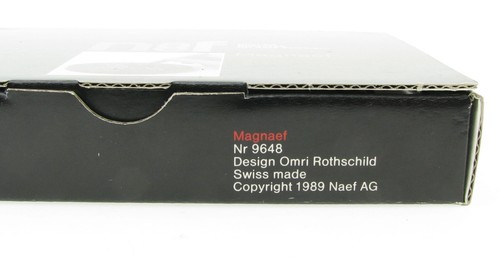 Magnaef
Nr 9648
Design Omri Rothschild
Swiss made
Copyright 1989 Naef AG